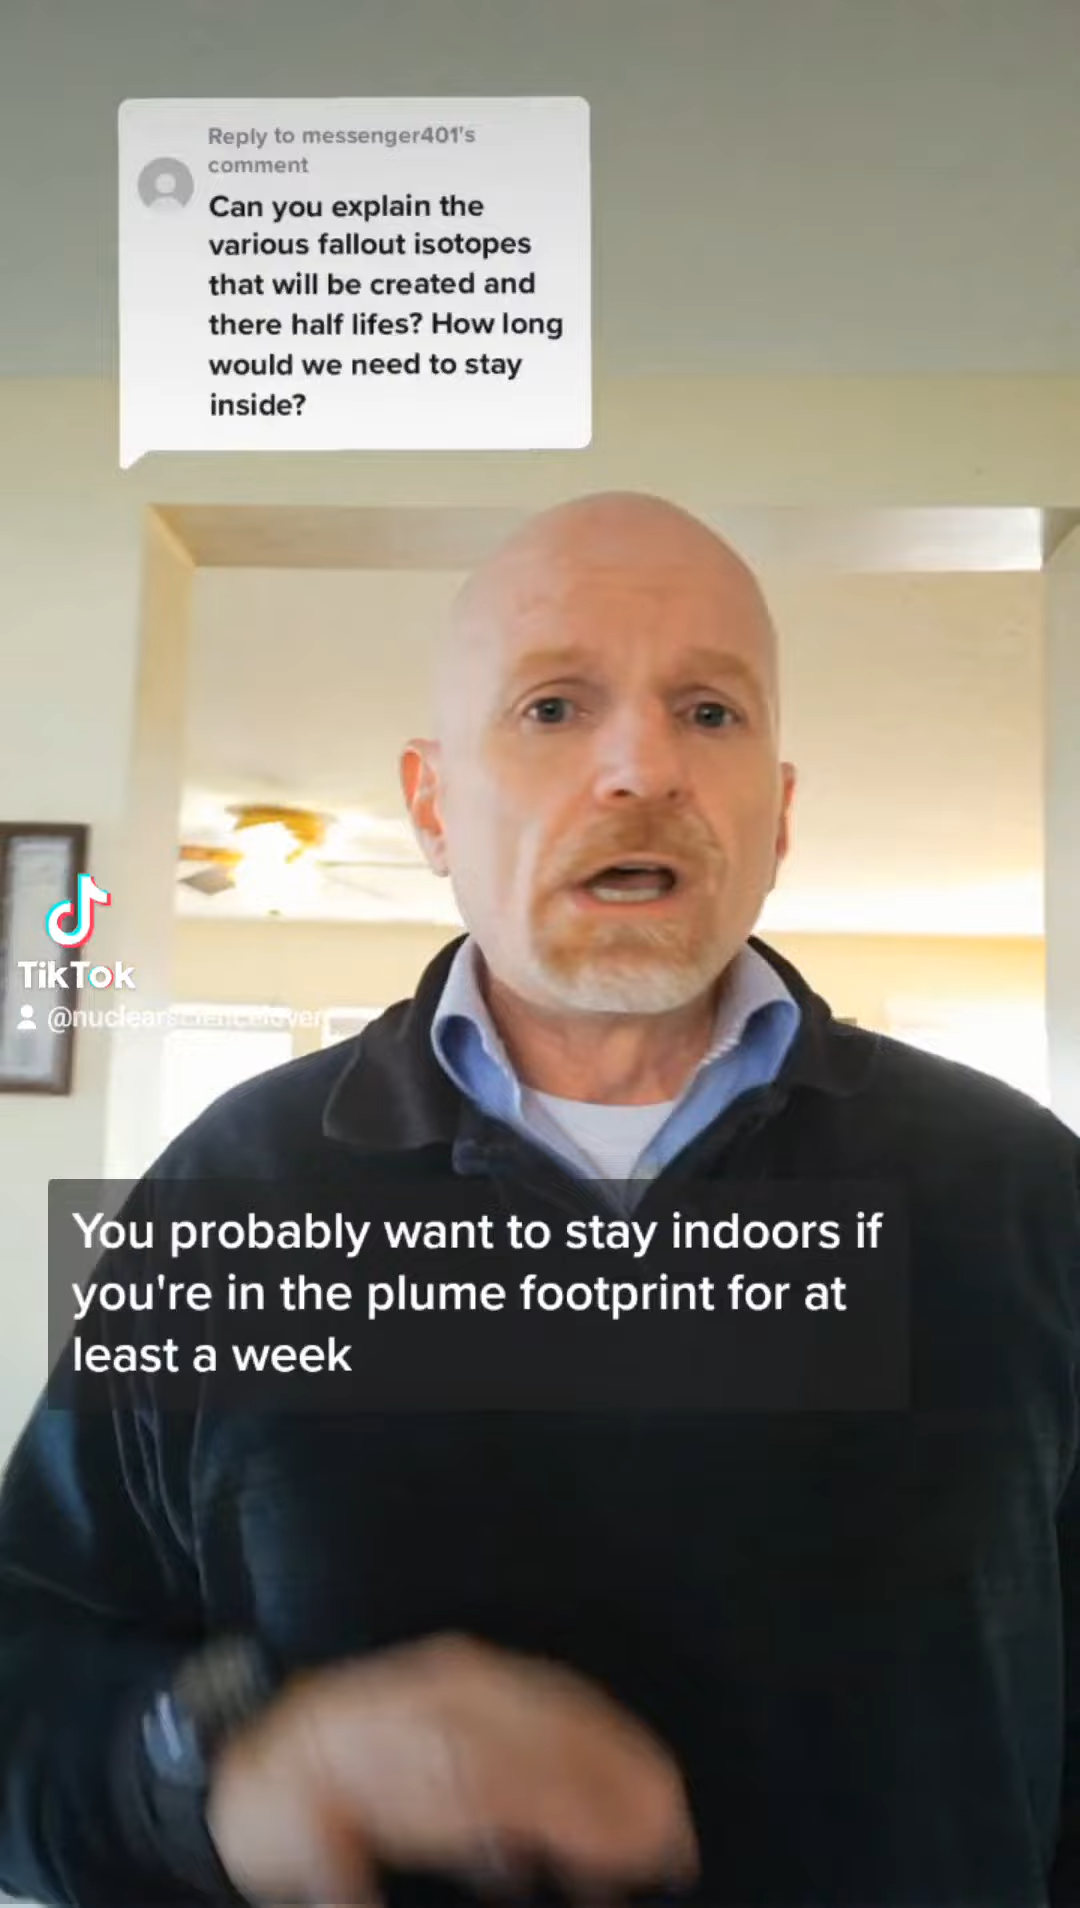 Reply to messenger401's
comment
Can you explain the
various fallout isotopes
that will be created and
there half lifes? How long
would we need to stay
inside?
TikTok
@nuclearsciencelover
You probably want to stay indoors if
you're in the plume footprint for at
least a week